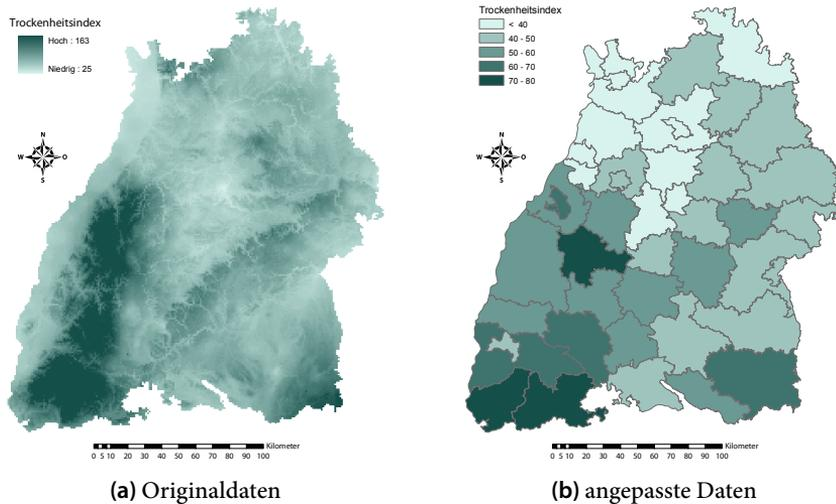 Trockenheitsindex
Hoch : 163
Niedrig : 25
N
W O
S
Kilometer
0 5 10 20 30 40 50 60 70 80 90 100
(a) Originaldaten
Trockenheitsindex
< 40
40 - 50
50 - 60
60 - 70
70 - 80
N
W O
S
Kilometer
0 5 10 20 30 40 50 60 70 80 90 100
(b) angepasste Daten